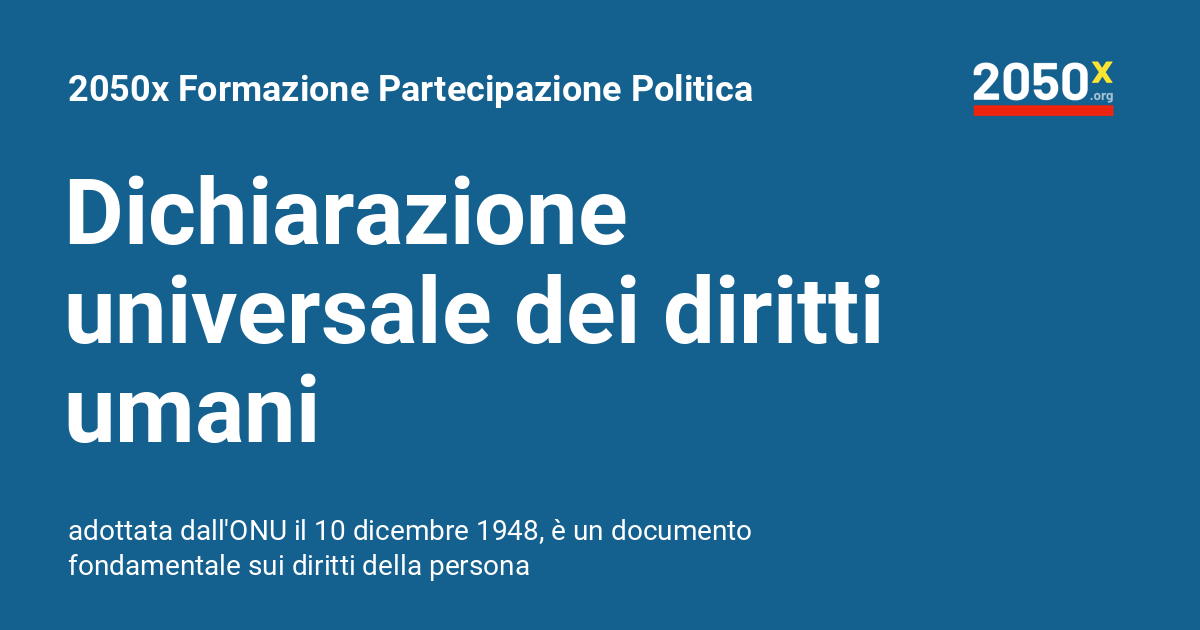 2050x Formazione Partecipazione Politica
2050x
.org
Dichiarazione
universale dei diritti
umani
adottata dall'ONU il 10 dicembre 1948, è un documento
fondamentale sui diritti della persona